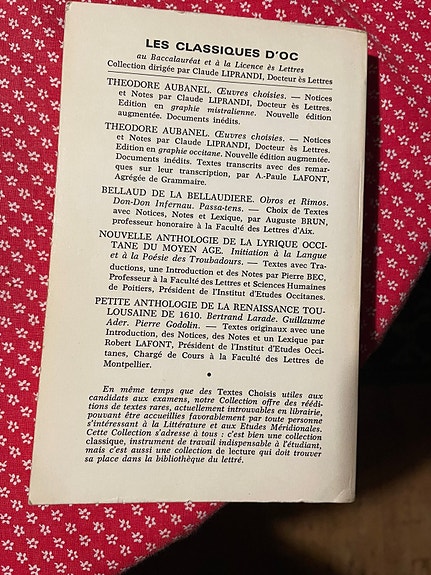 LES CLASSIQUES D'OC
au Baccalauréat et à la Licence ès Lettres
Collection dirigée par Claude LIPRANDI, Docteur ès Lettres
THEODORE AUBANEL. Œuvres choisies. — Notices
et Notes par Claude LIPRANDI, Docteur ès Lettres.
Edition en graphie mistralienne. Nouvelle édition
augmentée. Documents inédits.
THEODORE AUBANEL. Œuvres choisies. — Notices
et Notes par Claude LIPRANDI, Docteur ès Lettres.
Edition en graphie occitane. Nouvelle édition augmentée.
Documents inédits. Textes transcrits avec des remar-
ques sur leur transcription, par A.-Paule LAFONT,
Agrégée de Grammaire.
BELLAUD DE LA BELLAUDIERE. Obros et Rimos.
Don-Don Infernau. Passa-tens. — Choix de Textes
avec Notices, Notes et Lexique, par Auguste BRUN,
professeur honoraire à la Faculté des Lettres d'Aix.
NOUVELLE ANTHOLOGIE DE LA LYRIQUE OCCI-
TANE DU MOYEN AGE. Initiation à la Langue
et à la Poésie des Troubadours. — Textes avec Tra-
ductions, une Introduction et des Notes par Pierre BEC,
Professeur à la Faculté des Lettres et Sciences Humaines
de Poitiers, Président de l'Institut d'Etudes Occitanes.
PETITE ANTHOLOGIE DE LA RENAISSANCE TOU-
LOUSAINE DE 1610. Bertrand Larade. Guillaume
Ader. Pierre Godolin. — Textes originaux avec une
Introduction, des Notices, des Notes et un Lexique par
Robert LAFONT, Président de l'Institut d'Etudes Occi-
tanes, Chargé de Cours à la Faculté des Lettres de
Montpellier.
•
En même temps que des Textes Choisis utiles aux
candidats aux examens, notre Collection offre des réédi-
tions de textes rares, actuellement introuvables en librairie,
pouvant être accueillies favorablement par toute personne
s'intéressant à la Littérature et aux Etudes Méridionales.
Cette Collection s'adresse à tous : c'est bien une collection
classique, instrument de travail indispensable à l'étudiant,
mais c'est aussi une collection de lecture qui doit trouver
sa place dans la bibliothèque du lettré.